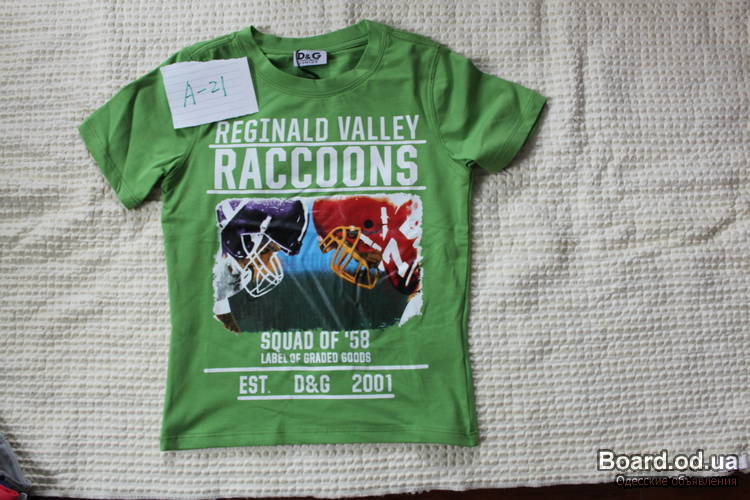 D&G
A-21
REGINALD VALLEY
RACCOONS
SQUAD OF '58
LABEL OF GRADED GOODS
EST. D&G 2001
Board.od.ua
Одесские объявления